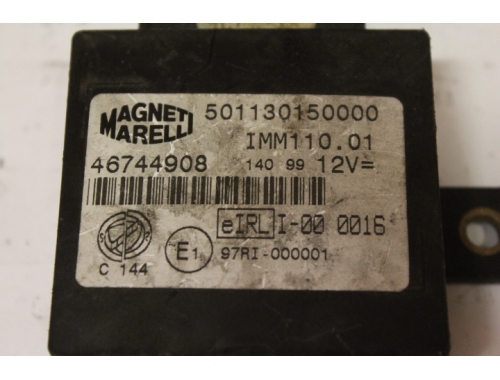 MAGNETI MARELLI 501130150000
IMM110.01
46744908 140 99 12V=
eIRL I-00 0016
E1 97RI-000001
C 144